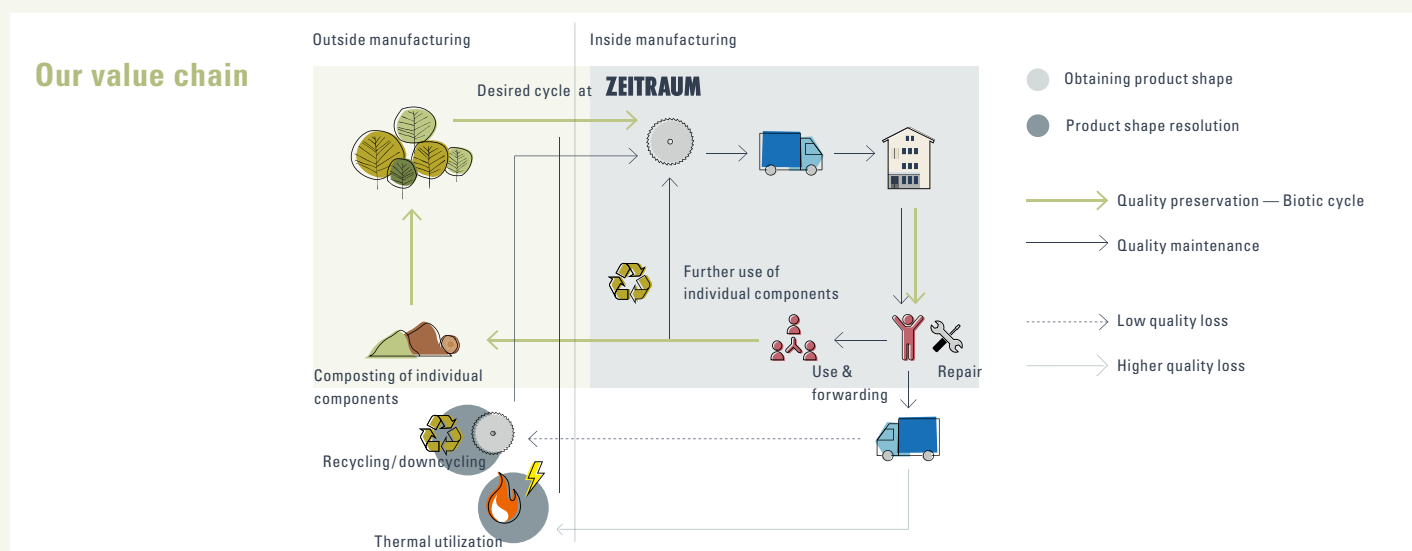 Our value chain
Outside manufacturing
Inside manufacturing
Desired cycle at ZEITRAUM
Obtaining product shape
Product shape resolution
Quality preservation — Biotic cycle
Quality maintenance
Low quality loss
Higher quality loss
Further use of
individual components
Use &
forwarding
Repair
Composting of individual
components
Recycling/downcycling
Thermal utilization